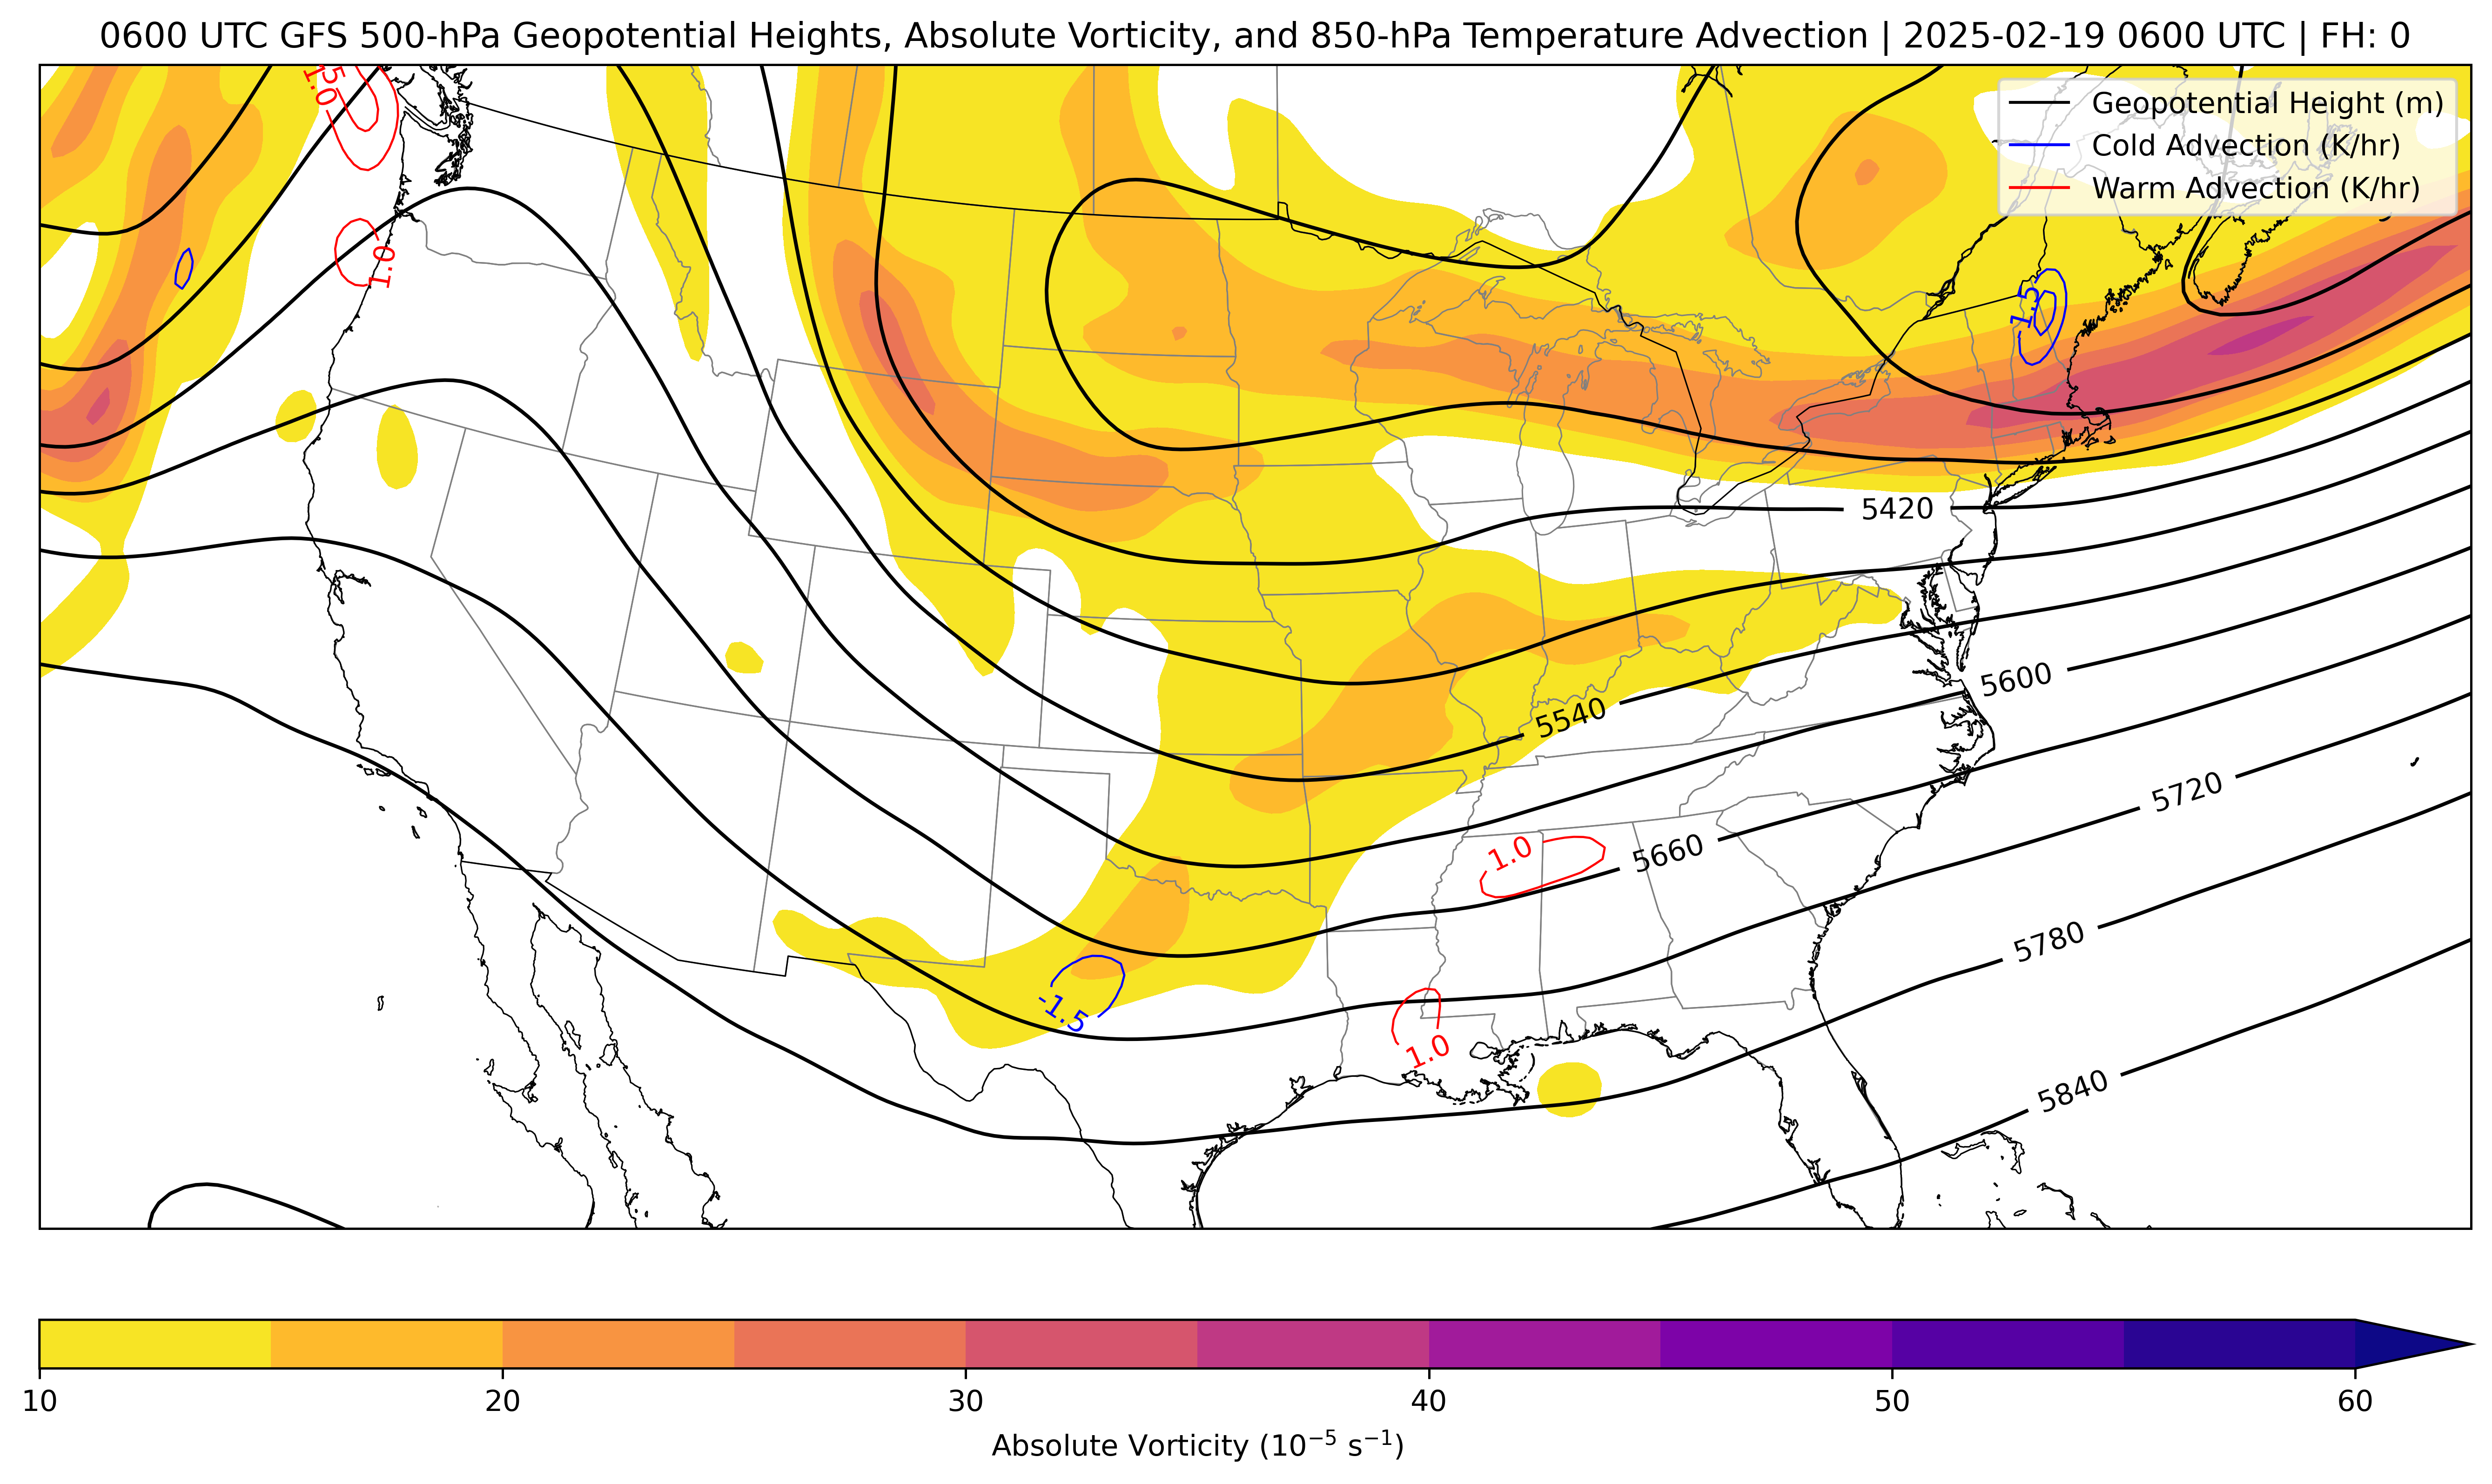 0600 UTC GFS 500-hPa Geopotential Heights, Absolute Vorticity, and 850-hPa Temperature Advection | 2025-02-19 0600 UTC | FH: 0
Geopotential Height (m)
Cold Advection (K/hr)
Warm Advection (K/hr)
1.0
1.0
-1.5
5420
5600
5540
5720
1.0
5660
5780
-1.5
1.0
5840
10 20 30 40 50 60
Absolute Vorticity (10⁻⁵ s⁻¹)